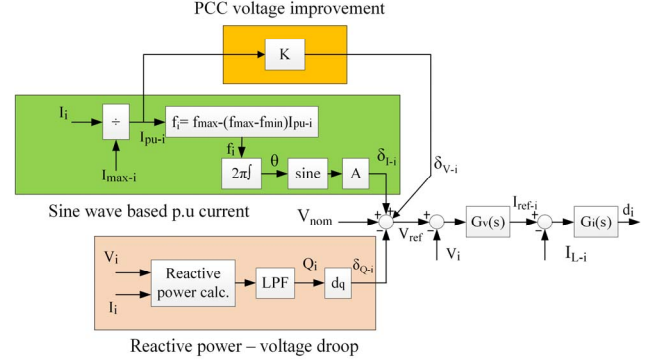 PCC voltage improvement
K
I_i
÷
I_pu-i
f_i= f_max-(f_max-f_min)I_pu-i
I_max-i
f_i
2π∫
θ
sine
A
δ_I-i
δ_V-i
Sine wave based p.u current
V_nom
+
+
+
−
V_ref
+
−
V_i
G_v(s)
I_ref-i
+
−
I_L-i
G_i(s)
d_i
V_i
I_i
Reactive
power calc.
LPF
Q_i
d_q
δ_Q-i
Reactive power – voltage droop